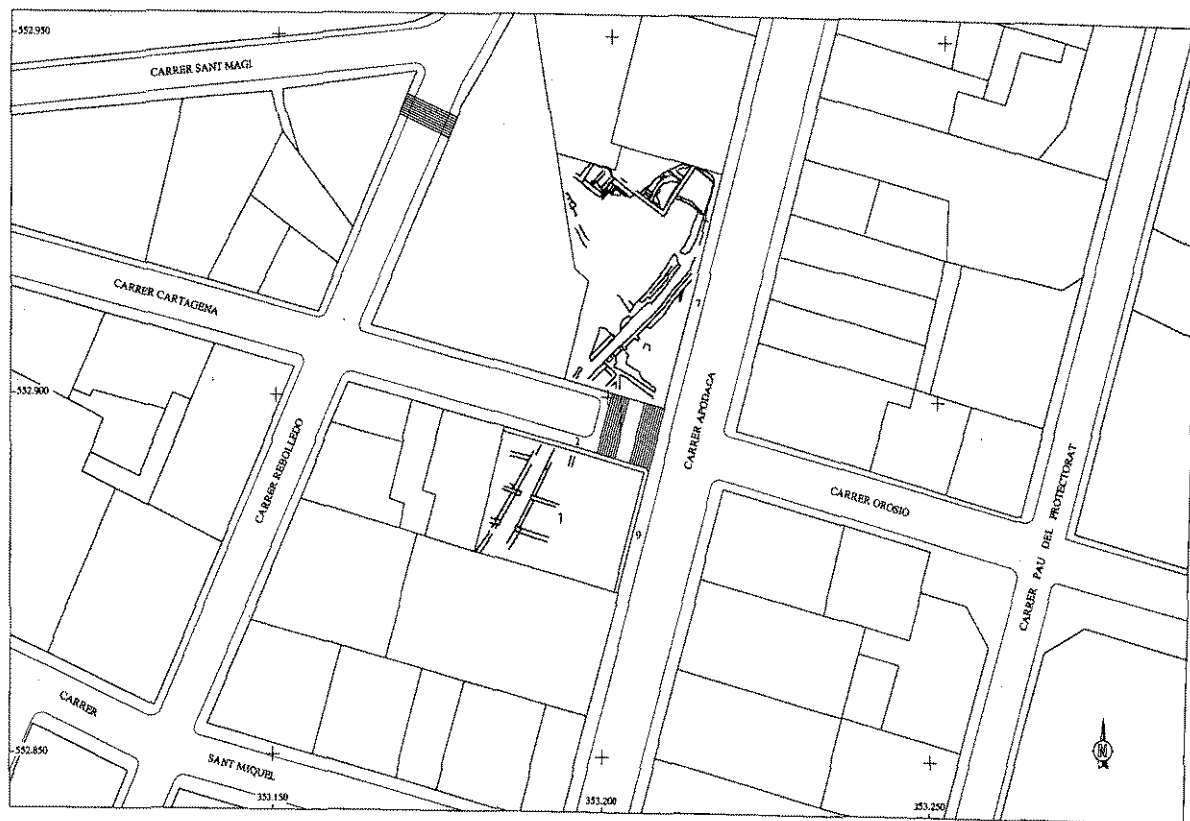 552.950
CARRER SANT MAGI
CARRER CARTAGENA
552.900
CARRER REBOLLEDO
CARRER APODACA
7
9
2
CARRER OROSIO
CARRER PAU DEL PROTECTORAT
CARRER
SANT MIQUEL
552.850
353.150
353.200
353.250
N